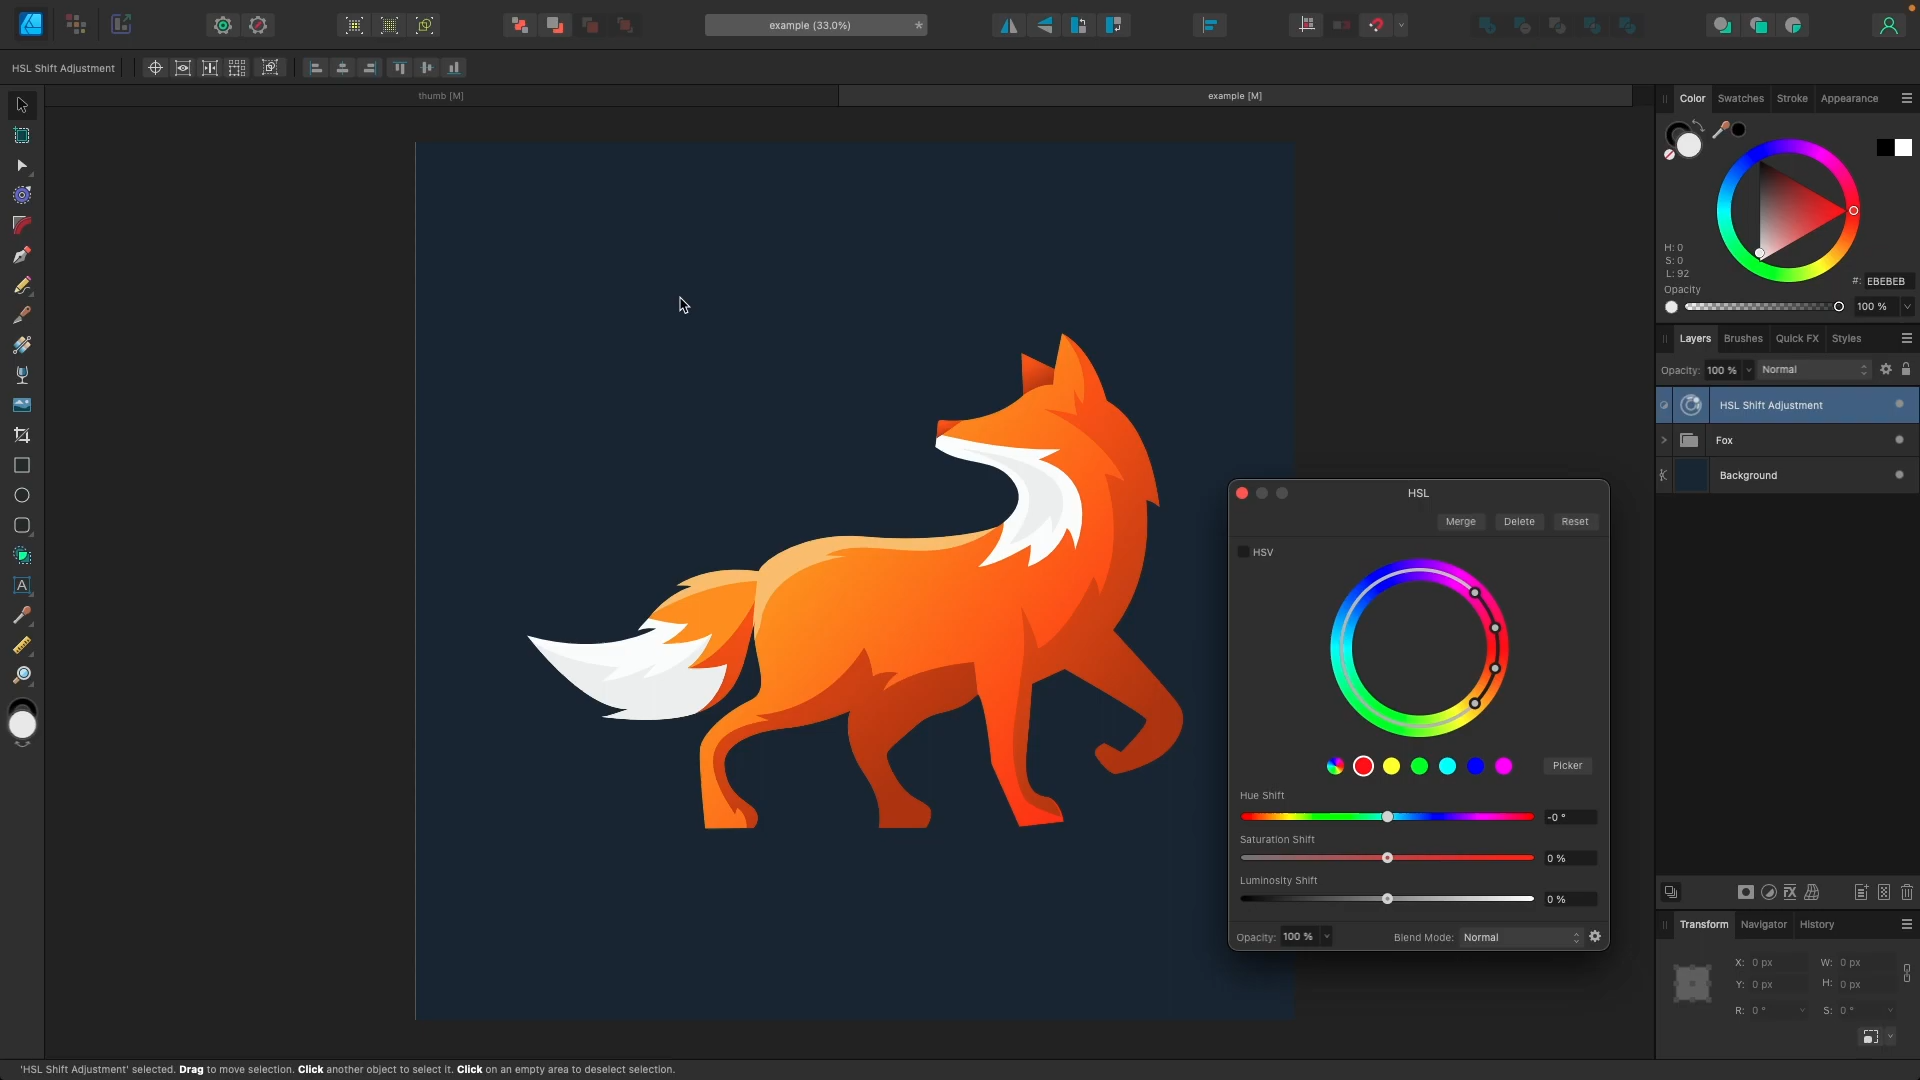 example (33.0%) *
HSL Shift Adjustment
thumb [M]
example [M]
Color Swatches Stroke Appearance
H: 0
S: 0
L: 92
#: EBEBEB
Opacity
100 %
Layers Brushes Quick FX Styles
Opacity: 100 % Normal
HSL Shift Adjustment
Fox
Background
HSL
Merge Delete Reset
HSV
Picker
Hue Shift
-0 °
Saturation Shift
0 %
Luminosity Shift
0 %
Opacity: 100 % Blend Mode: Normal
FX
Transform Navigator History
X: 0 px W: 0 px
Y: 0 px H: 0 px
R: 0 ° S: 0 °
A
'HSL Shift Adjustment' selected. Drag to move selection. Click another object to select it. Click on an empty area to deselect selection.